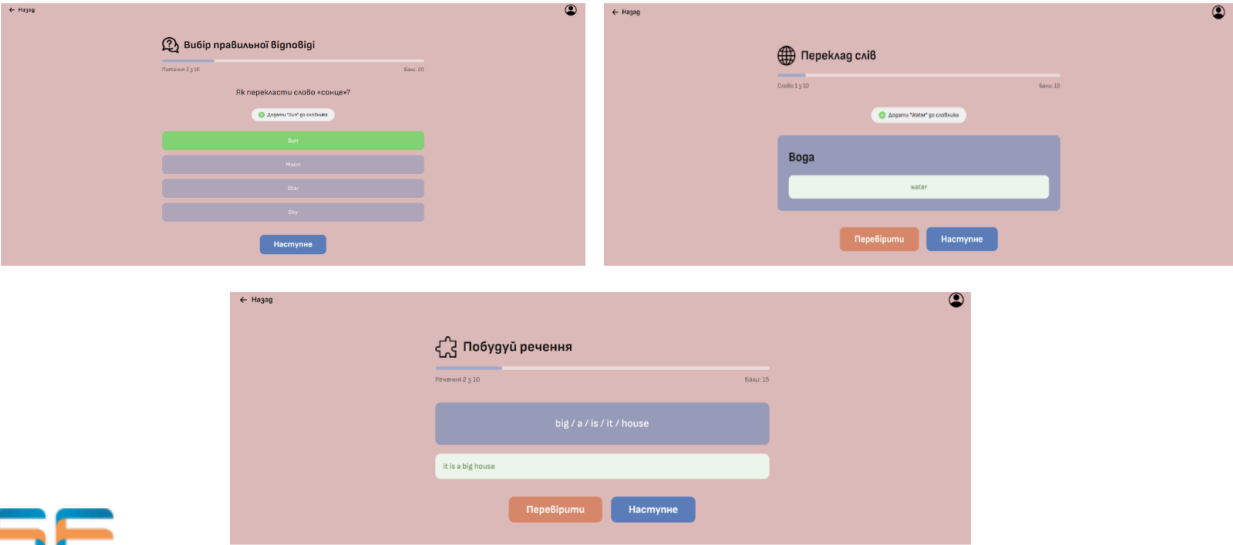 ← Назад
Вибір правильної відповіді
Питання 2 з 10
Бали: 20
Як перекласти слово «сонце»?
Додати "Sun" до словника
Sun
Moon
Star
Sky
Наступне
← Назад
Переклад слів
Слово 1 з 10
Бали: 10
Додати "Water" до словника
Вода
water
Перевірити
Наступне
← Назад
Побудуй речення
Речення 2 з 10
Бали: 15
big / a / is / it / house
it is a big house
Перевірити
Наступне